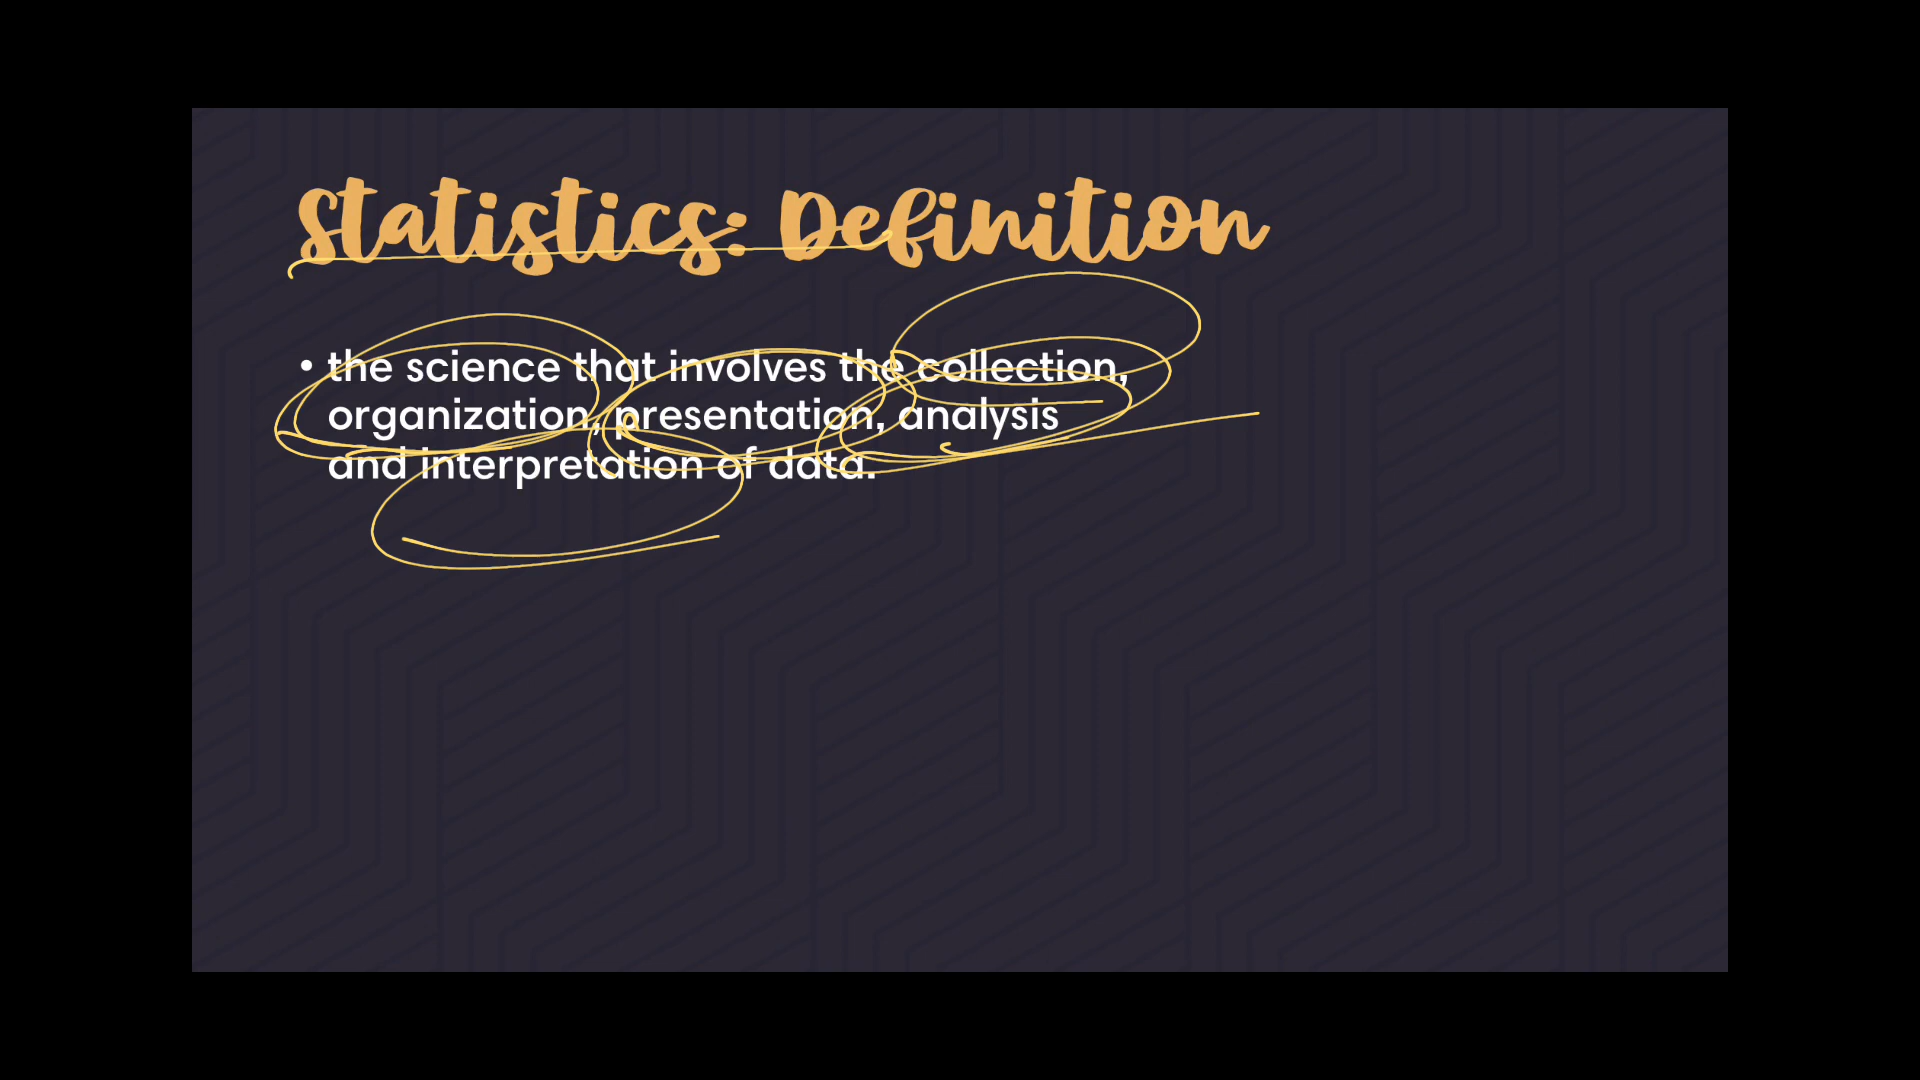 Statistics: Definition
• the science that involves the collection,
organization, presentation, analysis
and interpretation of data.